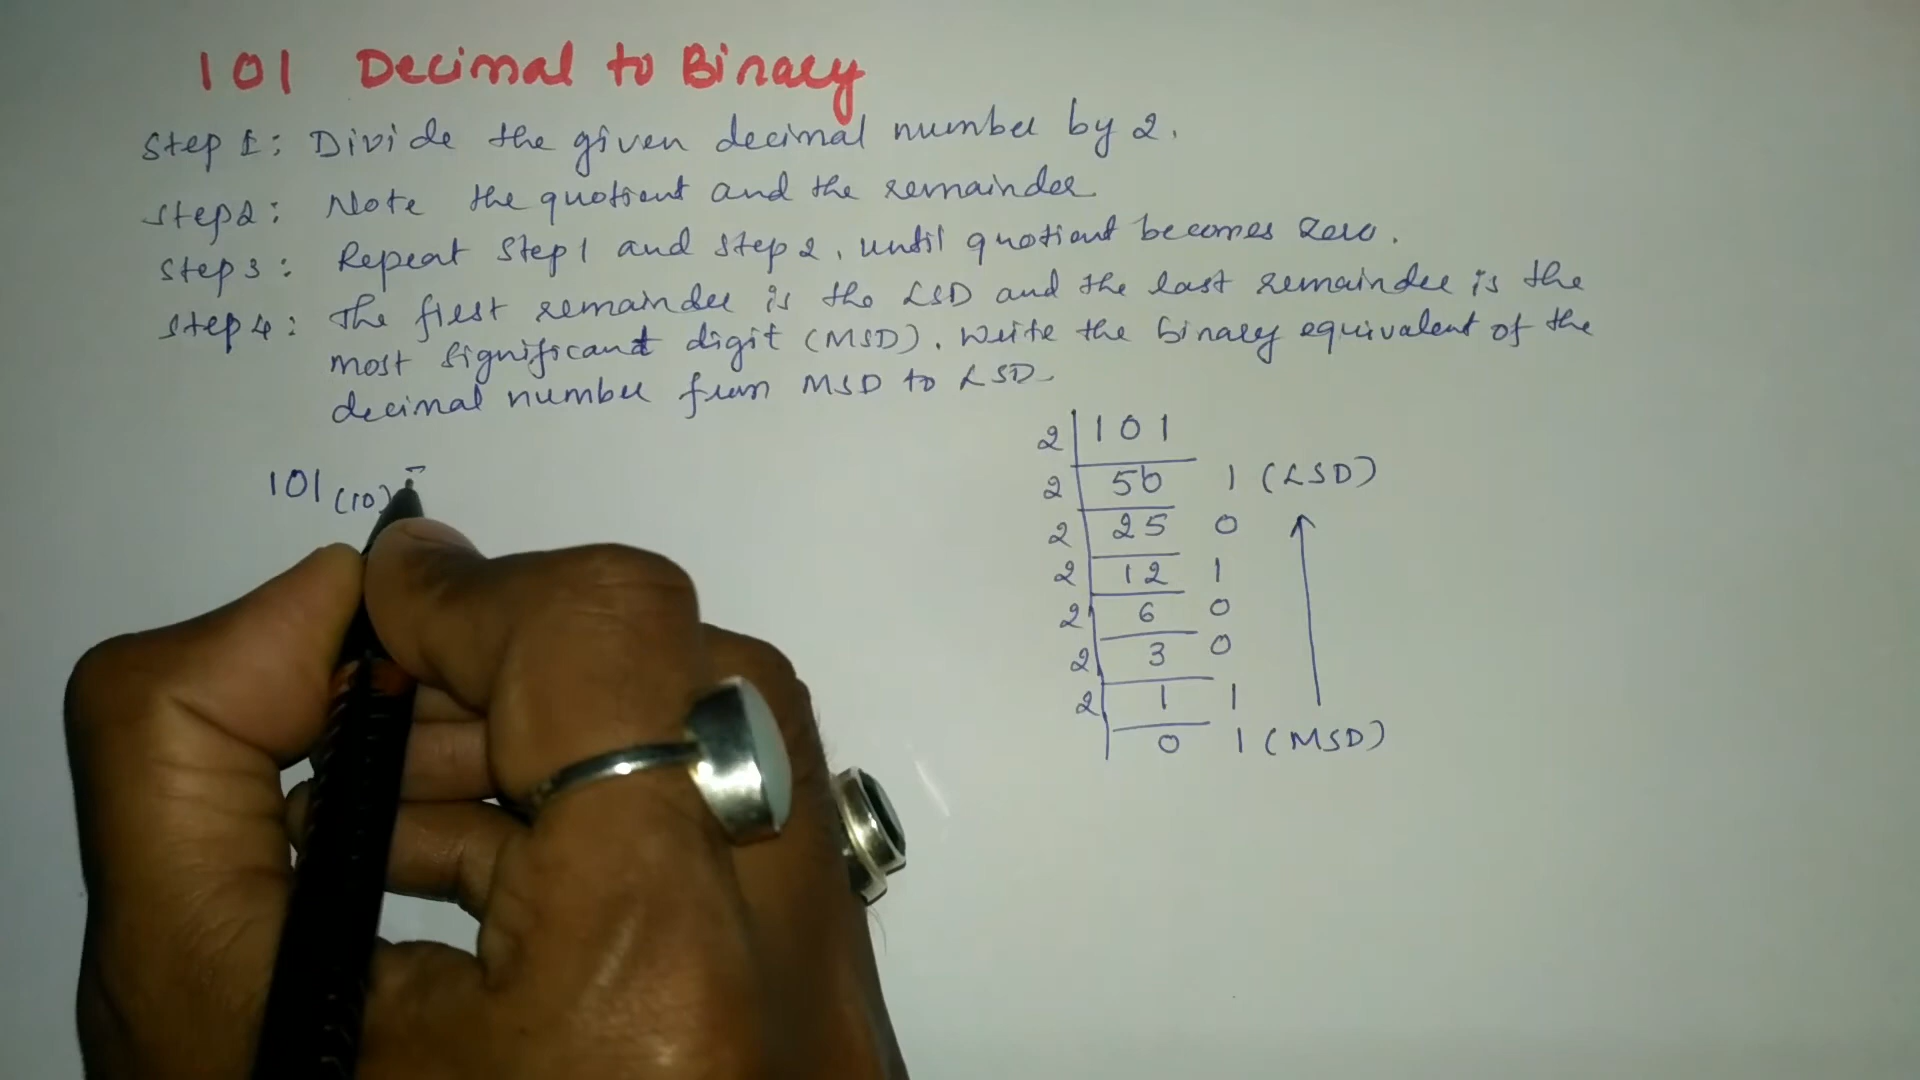 101 Decimal to Binary
Step 1: Divide the given decimal number by 2.
Step2: Note the quotient and the remainder
Step3: Repeat Step1 and Step2, until quotient becomes zero.
Step4: The first remainder is the LSD and the last remainder is the
most significant digit (MSD). Write the binary equivalent of the
decimal number from MSD to LSD.
101 (10) =
2 101
2 50 1 (LSD)
2 25 0
2 12 1
2 6 0
2 3 0
2 1 1
0 1 (MSD)